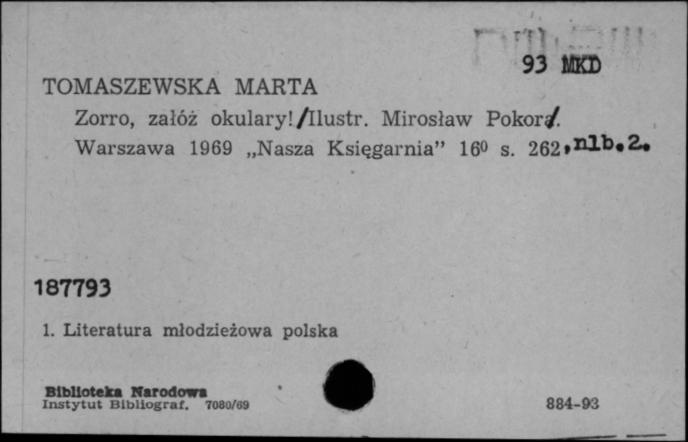 93 MKD
TOMASZEWSKA MARTA
Zorro, załóż okulary!/Ilustr. Mirosław Pokora/.
Warszawa 1969 „Nasza Księgarnia” 16⁰ s. 262, nlb. 2.
187793
1. Literatura młodzieżowa polska
Biblioteka Narodowa
Instytut Bibliograf. 7080/69
884-93